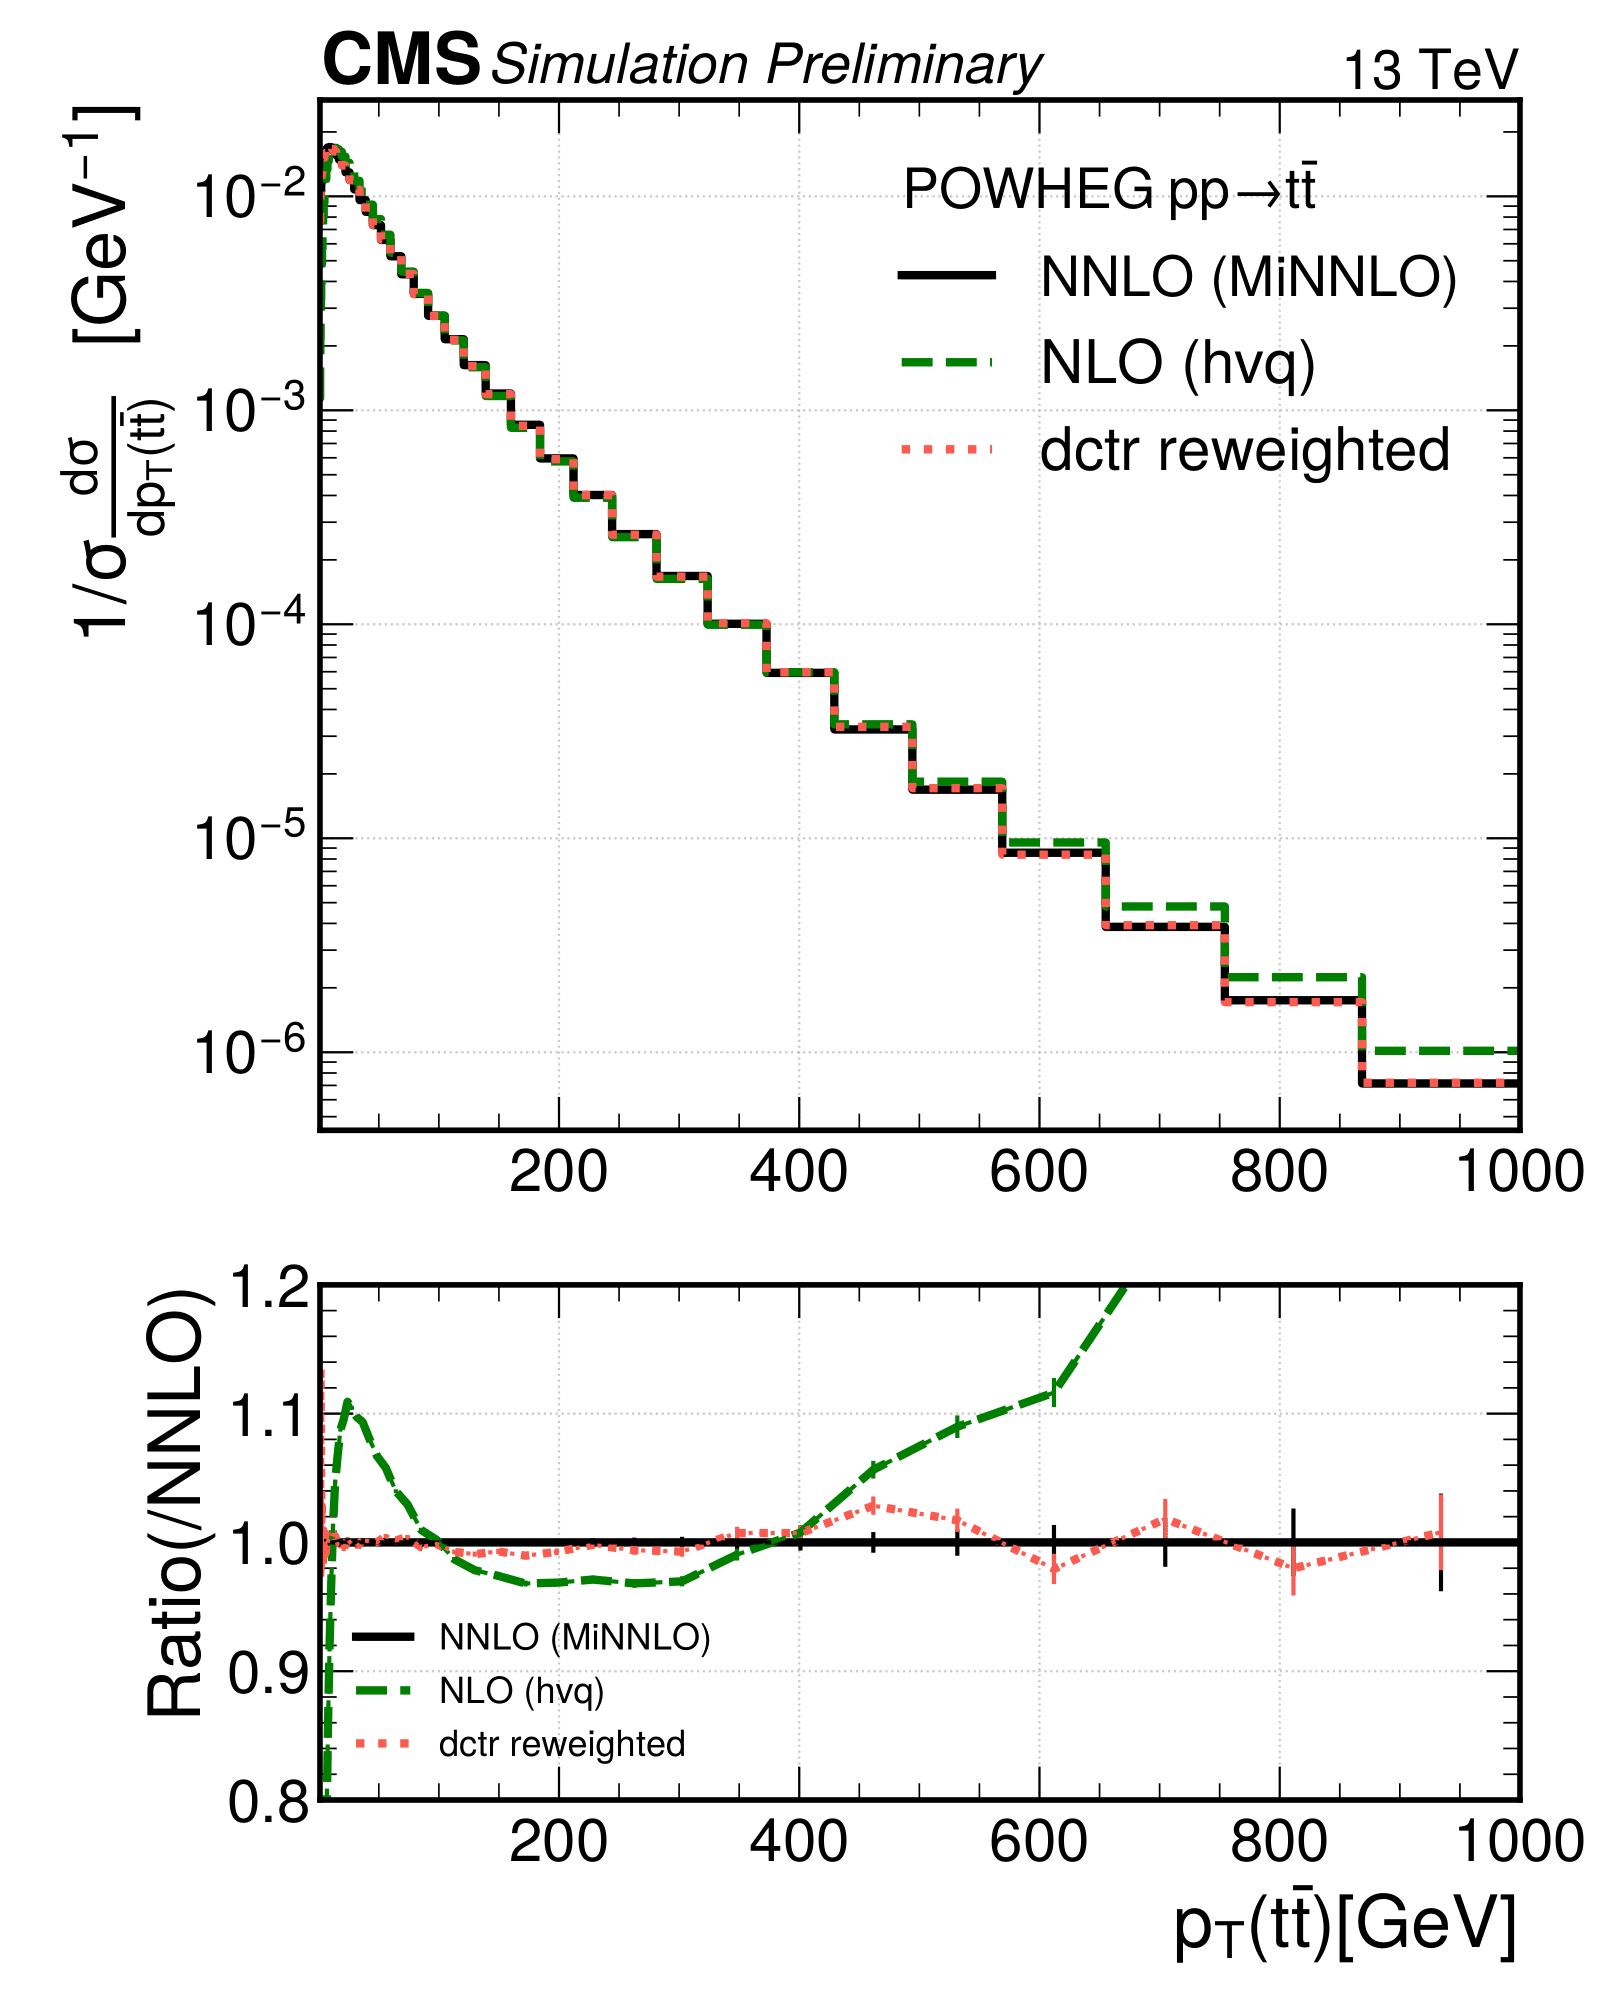 CMS Simulation Preliminary 13 TeV
1/σ dσ/dp_T(tt̄) [GeV⁻¹]
10⁻²
10⁻³
10⁻⁴
10⁻⁵
10⁻⁶
POWHEG pp→tt̄
NNLO (MiNNLO)
NLO (hvq)
dctr reweighted
200 400 600 800 1000
Ratio(/NNLO)
1.2
1.1
1.0
0.9
0.8
NNLO (MiNNLO)
NLO (hvq)
dctr reweighted
200 400 600 800 1000
p_T(tt̄)[GeV]